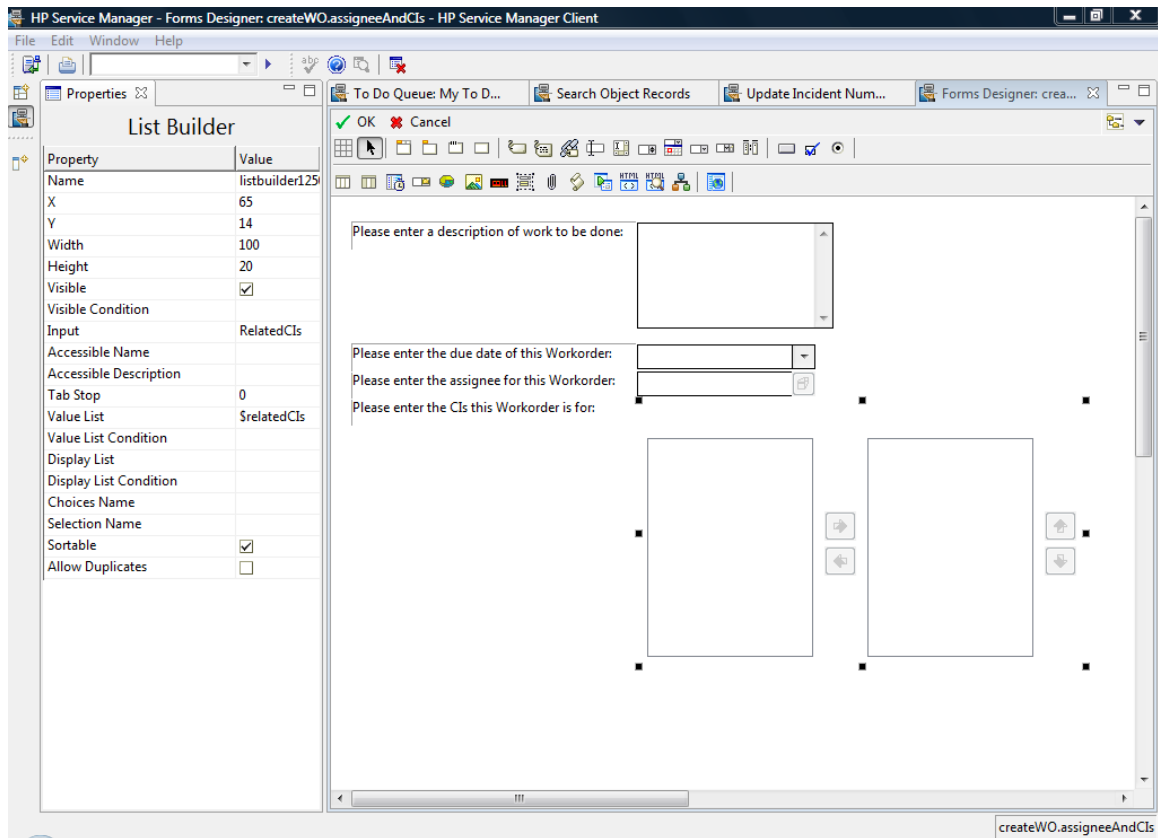 HP Service Manager - Forms Designer: createWO.assigneeAndCIs - HP Service Manager Client
File Edit Window Help
Properties
To Do Queue: My To D...
Search Object Records
Update Incident Num...
Forms Designer: crea...
List Builder
OK
Cancel
Property Value
Name listbuilder1250
X 65
Y 14
Width 100
Height 20
Visible
Visible Condition
Input RelatedCIs
Accessible Name
Accessible Description
Tab Stop 0
Value List $relatedCIs
Value List Condition
Display List
Display List Condition
Choices Name
Selection Name
Sortable
Allow Duplicates
Please enter a description of work to be done:
Please enter the due date of this Workorder:
Please enter the assignee for this Workorder:
Please enter the CIs this Workorder is for:
createWO.assigneeAndCIs